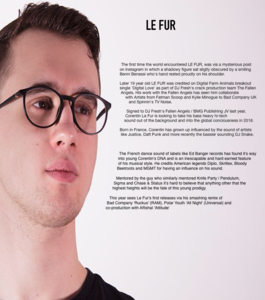 LE FUR
The first time the world encountered LE FUR, was via a mysterious post
on Instagram in which a shadowy figure sat slightly obscured by a smiling
Benni Benassi who's hand rested proudly on his shoulder.
Later 19 year old LE FUR was credited on Digital Farm Animals breakout
single 'Digital Love' as part of DJ Fresh's crack production team The Fallen
Angels. His work with the Fallen Angels has seen him collaborate
with Artists from Fatman Scoop and Kylie Minogue to Bad Company UK
and Spinnin's TV Noise.
Signed to DJ Fresh's Fallen Angels / BMG Publishing JV last year,
Corentin Le Fur is looking to take his bass heavy hi-tech
sound out of the background and into the global consciousness in 2018.
Born in France, Corentin has grown up influenced by the sound of artists
like Justice, Daft Punk and more recently the bassier sounding DJ Snake.
The French dance sound of labels like Ed Banger records has found it's way
into young Corentin's DNA and is an inescapable and hard earned feature
of his musical style. He credits American legends Diplo, Skrillex, Bloody
Beetroots and MGMT for having an influence on his sound.
Mentored by the guy who similarly mentored Knife Party / Pendulum,
Sigma and Chase & Status it's hard to believe that anything other that the
highest heights will be the fate of this young prodigy.
This year sees Le Fur's first releases via his smashing remix of
Bad Company 'Ruckus' (RAM), Friar Youth 'All Night' (Universal) and
co-production with Affishal 'Attitude'